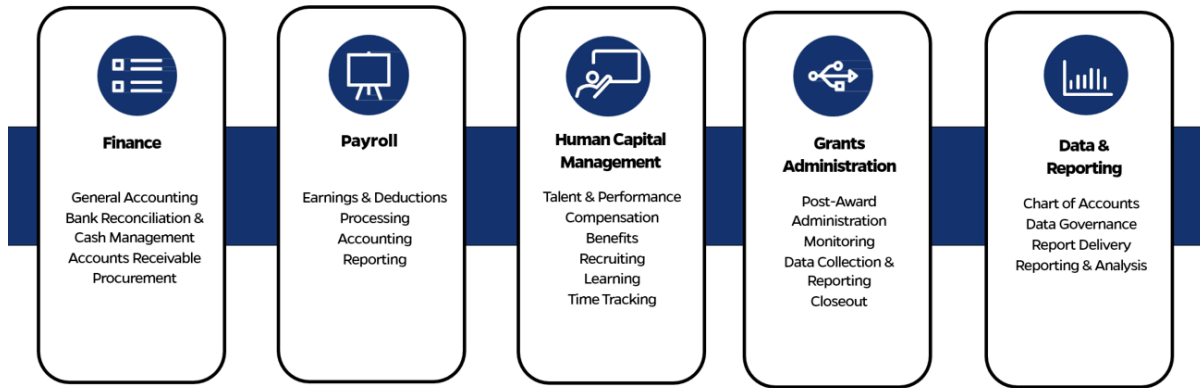 Finance
General Accounting
Bank Reconciliation &
Cash Management
Accounts Receivable
Procurement
Payroll
Earnings & Deductions
Processing
Accounting
Reporting
Human Capital
Management
Talent & Performance
Compensation
Benefits
Recruiting
Learning
Time Tracking
Grants
Administration
Post-Award
Administration
Monitoring
Data Collection &
Reporting
Closeout
Data &
Reporting
Chart of Accounts
Data Governance
Report Delivery
Reporting & Analysis